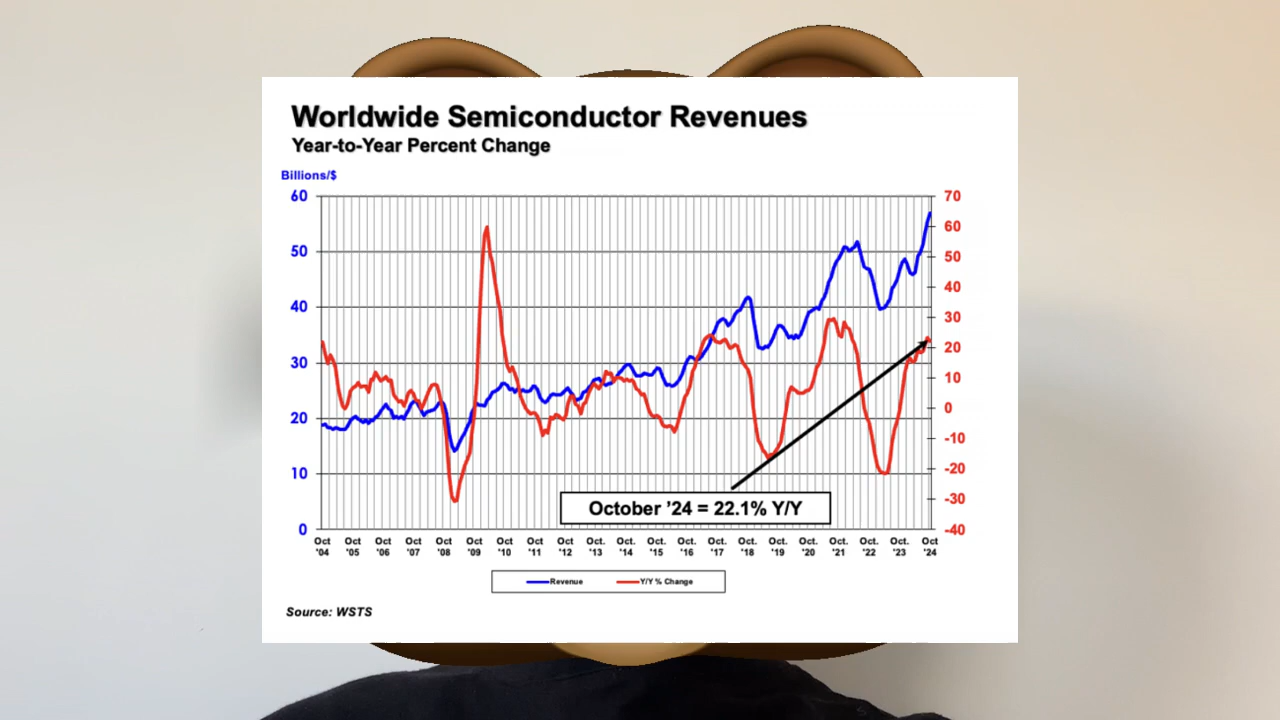 Worldwide Semiconductor Revenues
Year-to-Year Percent Change
Billions/$
60
50
40
30
20
10
0
70
60
50
40
30
20
10
0
-10
-20
-30
-40
October ’24 = 22.1% Y/Y
Oct Oct Oct Oct Oct Oct Oct Oct. Oct. Oct. Oct. Oct. Oct. Oct. Oct. Oct. Oct. Oct. Oct. Oct. Oct
'04 '05 '06 '07 '08 '09 '10 '11 '12 '13 '14 '15 '16 '17 '18 '19 '20 '21 '22 '23 '24
Revenue Y/Y % Change
Source: WSTS